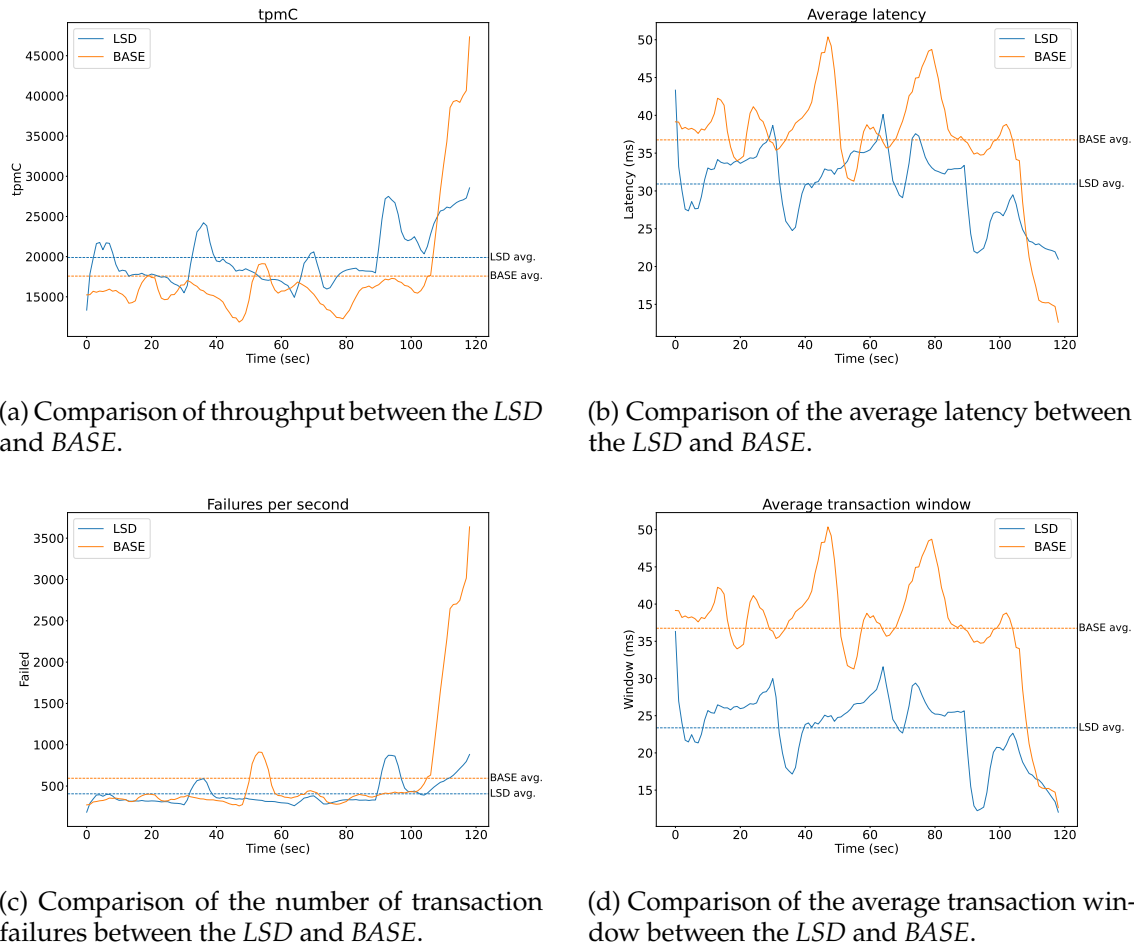 tpmC
LSD
BASE
45000
40000
35000
30000
25000
20000
15000
tpmC
LSD avg.
BASE avg.
0 20 40 60 80 100 120
Time (sec)
Average latency
LSD
BASE
50
45
40
35
30
25
20
15
Latency (ms)
BASE avg.
LSD avg.
0 20 40 60 80 100 120
Time (sec)
(a) Comparison of throughput between the LSD
and BASE.
(b) Comparison of the average latency between
the LSD and BASE.
Failures per second
LSD
BASE
3500
3000
2500
2000
1500
1000
500
Failed
BASE avg.
LSD avg.
0 20 40 60 80 100 120
Time (sec)
Average transaction window
LSD
BASE
50
45
40
35
30
25
20
15
Window (ms)
BASE avg.
LSD avg.
0 20 40 60 80 100 120
Time (sec)
(c) Comparison of the number of transaction
failures between the LSD and BASE.
(d) Comparison of the average transaction win-
dow between the LSD and BASE.